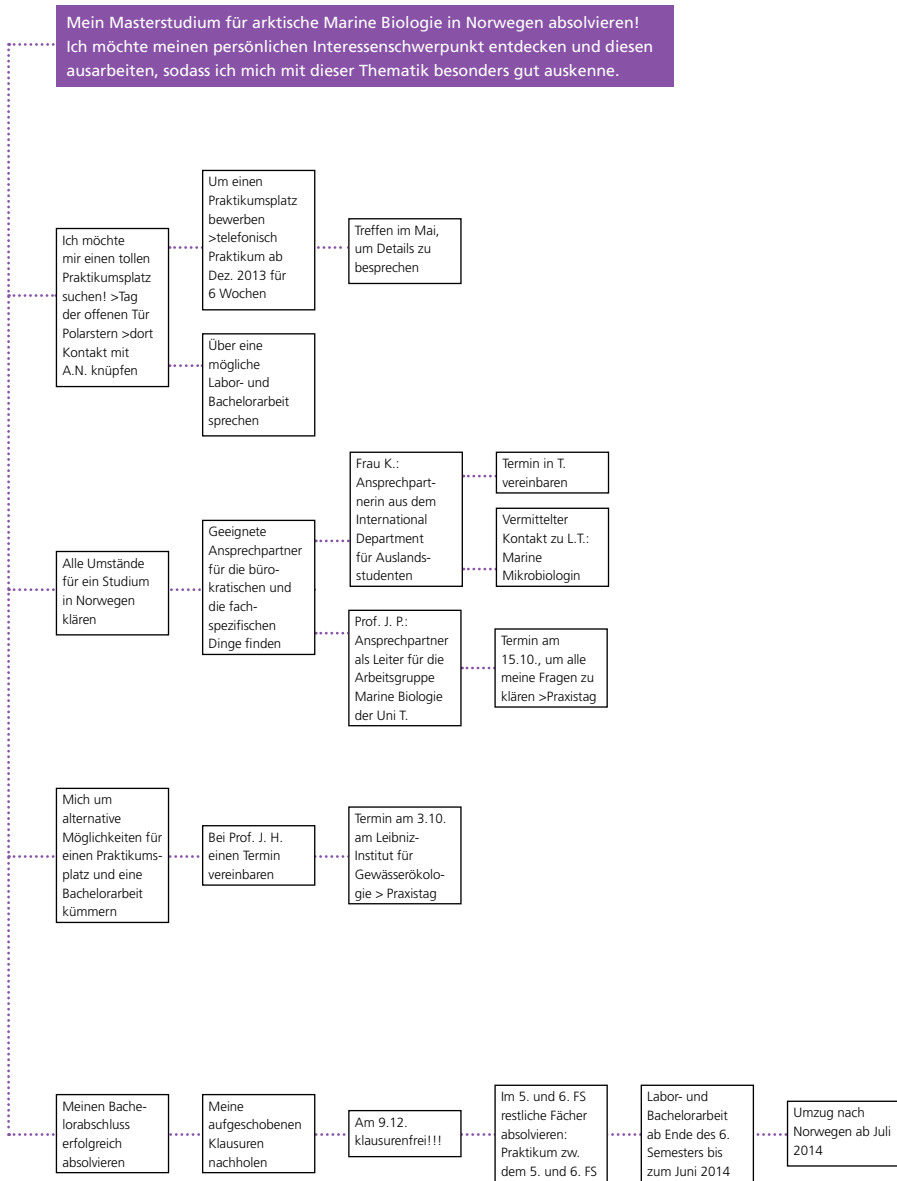 Mein Masterstudium für arktische Marine Biologie in Norwegen absolvieren!
Ich möchte meinen persönlichen Interessenschwerpunkt entdecken und diesen
ausarbeiten, sodass ich mich mit dieser Thematik besonders gut auskenne.
Ich möchte
mir einen tollen
Praktikumsplatz
suchen! >Tag
der offenen Tür
Polarstern >dort
Kontakt mit
A.N. knüpfen
Um einen
Praktikumsplatz
bewerben
>telefonisch
Praktikum ab
Dez. 2013 für
6 Wochen
Treffen im Mai,
um Details zu
besprechen
Über eine
mögliche
Labor- und
Bachelorarbeit
sprechen
Alle Umstände
für ein Studium
in Norwegen
klären
Geeignete
Ansprechpartner
für die büro-
kratischen und
die fach-
spezifischen
Dinge finden
Frau K.:
Ansprechpart-
nerin aus dem
International
Department
für Auslands-
studenten
Termin in T.
vereinbaren
Vermittelter
Kontakt zu L.T.:
Marine
Mikrobiologin
Prof. J. P.:
Ansprechpartner
als Leiter für die
Arbeitsgruppe
Marine Biologie
der Uni T.
Termin am
15.10., um alle
meine Fragen zu
klären >Praxistag
Mich um
alternative
Möglichkeiten für
einen Praktikums-
platz und eine
Bachelorarbeit
kümmern
Bei Prof. J. H.
einen Termin
vereinbaren
Termin am 3.10.
am Leibniz-
Institut für
Gewässerökolo-
gie > Praxistag
Meinen Bache-
lorabschluss
erfolgreich
absolvieren
Meine
aufgeschobenen
Klausuren
nachholen
Am 9.12.
klausurenfrei!!!
Im 5. und 6. FS
restliche Fächer
absolvieren:
Praktikum zw.
dem 5. und 6. FS
Labor- und
Bachelorarbeit
ab Ende des 6.
Semesters bis
zum Juni 2014
Umzug nach
Norwegen ab Juli
2014